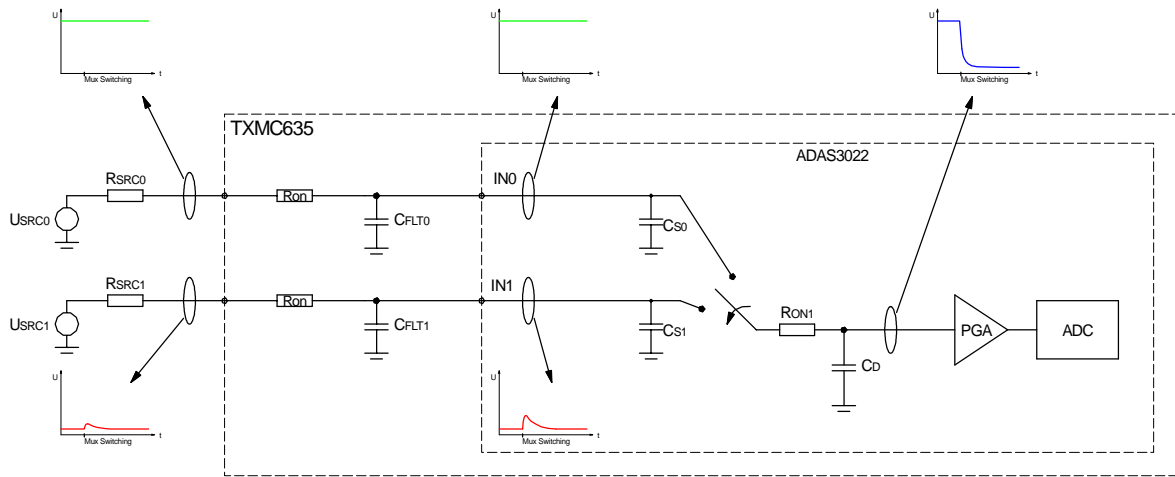 U
t
Mux Switching
U
t
Mux Switching
U
t
Mux Switching
TXMC635
ADAS3022
RSRC0
Ron
IN0
USRC0
CFLT0
CS0
RSRC1
Ron
IN1
RON1
USRC1
CFLT1
CS1
PGA
ADC
CD
U
t
Mux Switching
U
t
Mux Switching